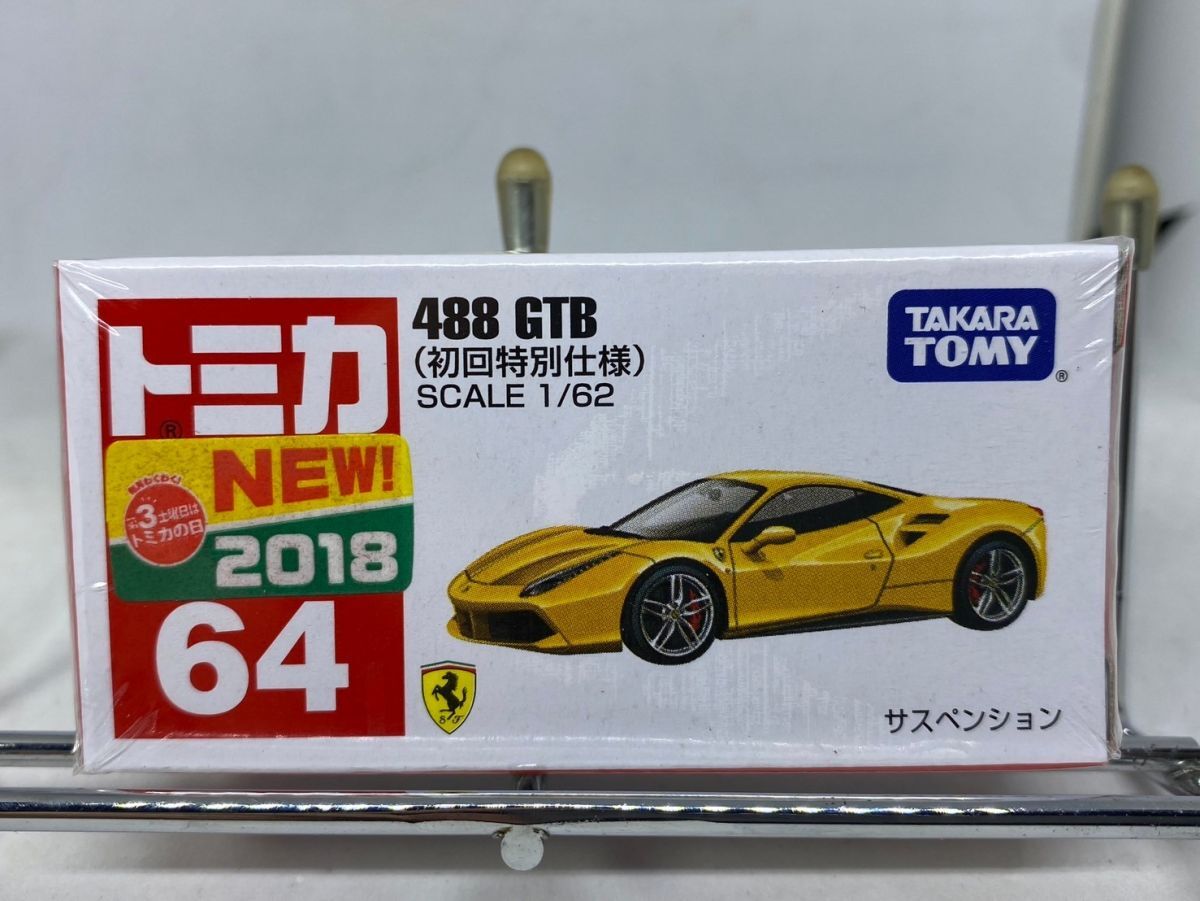 トミカ
®
488 GTB
(初回特別仕様)
SCALE 1/62
TAKARA
TOMY
®
NEW!
2018
第3土曜日は
トミカの日
64
S F
サスペンション